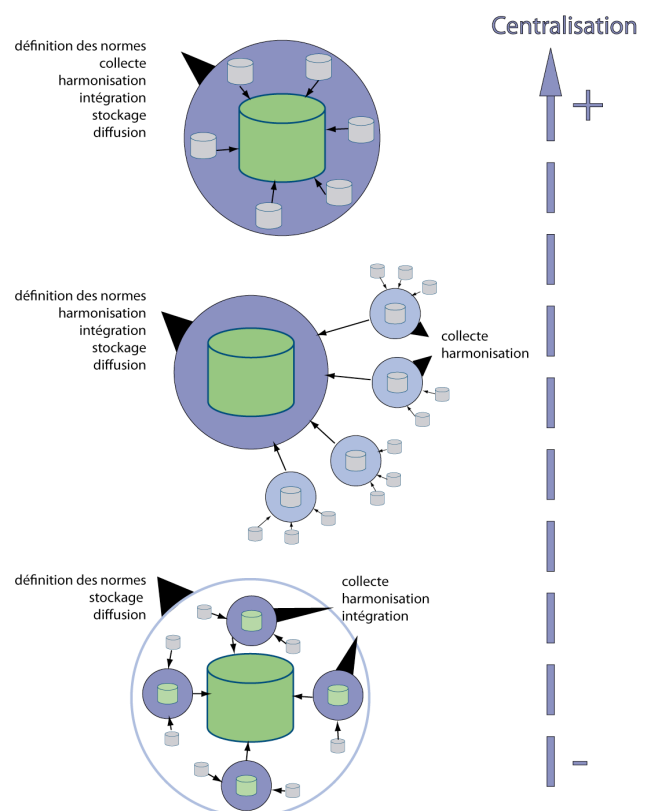 Centralisation
+
définition des normes
collecte
harmonisation
intégration
stockage
diffusion
définition des normes
harmonisation
intégration
stockage
diffusion
collecte
harmonisation
définition des normes
stockage
diffusion
collecte
harmonisation
intégration
-